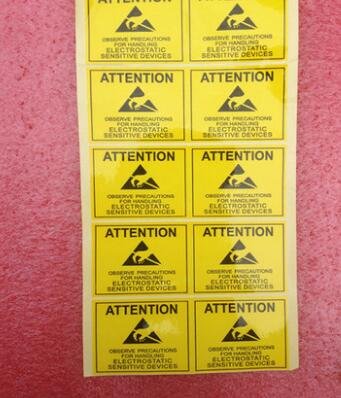 ATTENTION
OBSERVE PRECAUTIONS
FOR HANDLING
ELECTROSTATIC
SENSITIVE DEVICES
ATTENTION
OBSERVE PRECAUTIONS
FOR HANDLING
ELECTROSTATIC
SENSITIVE DEVICES
ATTENTION
OBSERVE PRECAUTIONS
FOR HANDLING
ELECTROSTATIC
SENSITIVE DEVICES
ATTENTION
OBSERVE PRECAUTIONS
FOR HANDLING
ELECTROSTATIC
SENSITIVE DEVICES
ATTENTION
OBSERVE PRECAUTIONS
FOR HANDLING
ELECTROSTATIC
SENSITIVE DEVICES
ATTENTION
OBSERVE PRECAUTIONS
FOR HANDLING
ELECTROSTATIC
SENSITIVE DEVICES
ATTENTION
OBSERVE PRECAUTIONS
FOR HANDLING
ELECTROSTATIC
SENSITIVE DEVICES
ATTENTION
OBSERVE PRECAUTIONS
FOR HANDLING
ELECTROSTATIC
SENSITIVE DEVICES
ATTENTION
OBSERVE PRECAUTIONS
FOR HANDLING
ELECTROSTATIC
SENSITIVE DEVICES
ATTENTION
OBSERVE PRECAUTIONS
FOR HANDLING
ELECTROSTATIC
SENSITIVE DEVICES